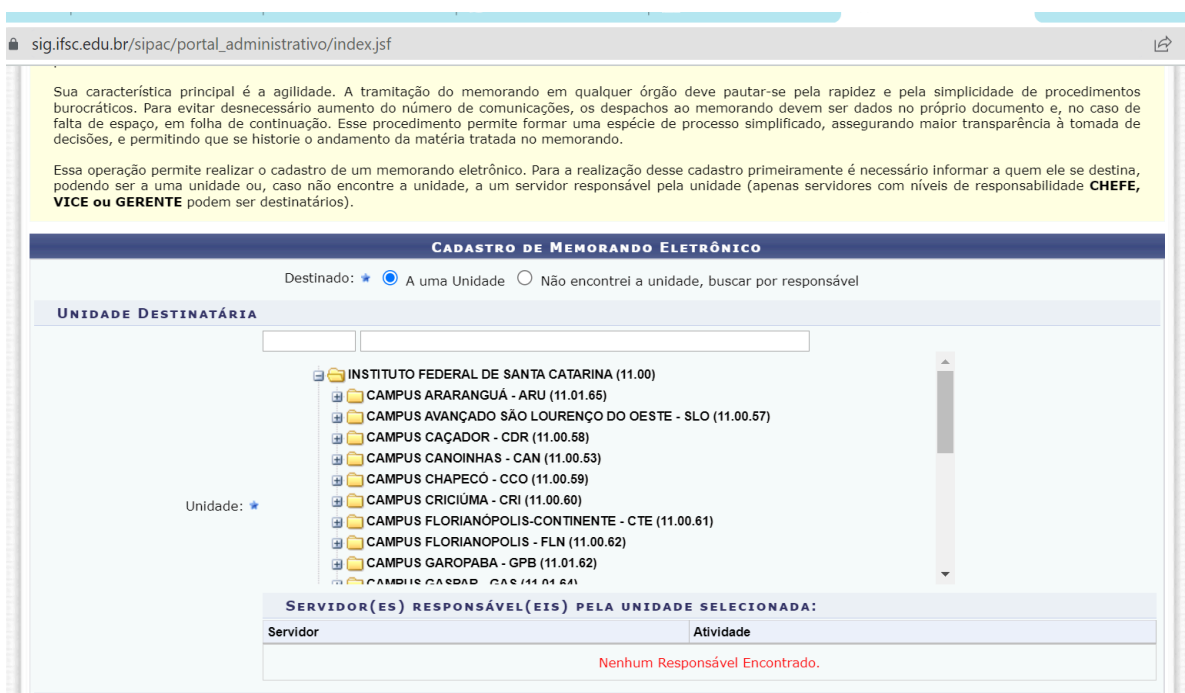 sig.ifsc.edu.br/sipac/portal_administrativo/index.jsf
Sua característica principal é a agilidade. A tramitação do memorando em qualquer órgão deve pautar-se pela rapidez e pela simplicidade de procedimentos
burocráticos. Para evitar desnecessário aumento do número de comunicações, os despachos ao memorando devem ser dados no próprio documento e, no caso de
falta de espaço, em folha de continuação. Esse procedimento permite formar uma espécie de processo simplificado, assegurando maior transparência à tomada de
decisões, e permitindo que se historie o andamento da matéria tratada no memorando.
Essa operação permite realizar o cadastro de um memorando eletrônico. Para a realização desse cadastro primeiramente é necessário informar a quem ele se destina,
podendo ser a uma unidade ou, caso não encontre a unidade, a um servidor responsável pela unidade (apenas servidores com níveis de responsabilidade CHEFE,
VICE ou GERENTE podem ser destinatários).
CADASTRO DE MEMORANDO ELETRÔNICO
Destinado: A uma Unidade Não encontrei a unidade, buscar por responsável
UNIDADE DESTINATÁRIA
INSTITUTO FEDERAL DE SANTA CATARINA (11.00)
CAMPUS ARARANGUÁ - ARU (11.01.65)
CAMPUS AVANÇADO SÃO LOURENÇO DO OESTE - SLO (11.00.57)
CAMPUS CAÇADOR - CDR (11.00.58)
CAMPUS CANOINHAS - CAN (11.00.53)
CAMPUS CHAPECÓ - CCO (11.00.59)
CAMPUS CRICIÚMA - CRI (11.00.60)
Unidade:
CAMPUS FLORIANÓPOLIS-CONTINENTE - CTE (11.00.61)
CAMPUS FLORIANOPOLIS - FLN (11.00.62)
CAMPUS GAROPABA - GPB (11.01.62)
CAMPUS GASPAR - GAS (11.01.64)
SERVIDOR(ES) RESPONSÁVEL(EIS) PELA UNIDADE SELECIONADA:
Servidor Atividade
Nenhum Responsável Encontrado.